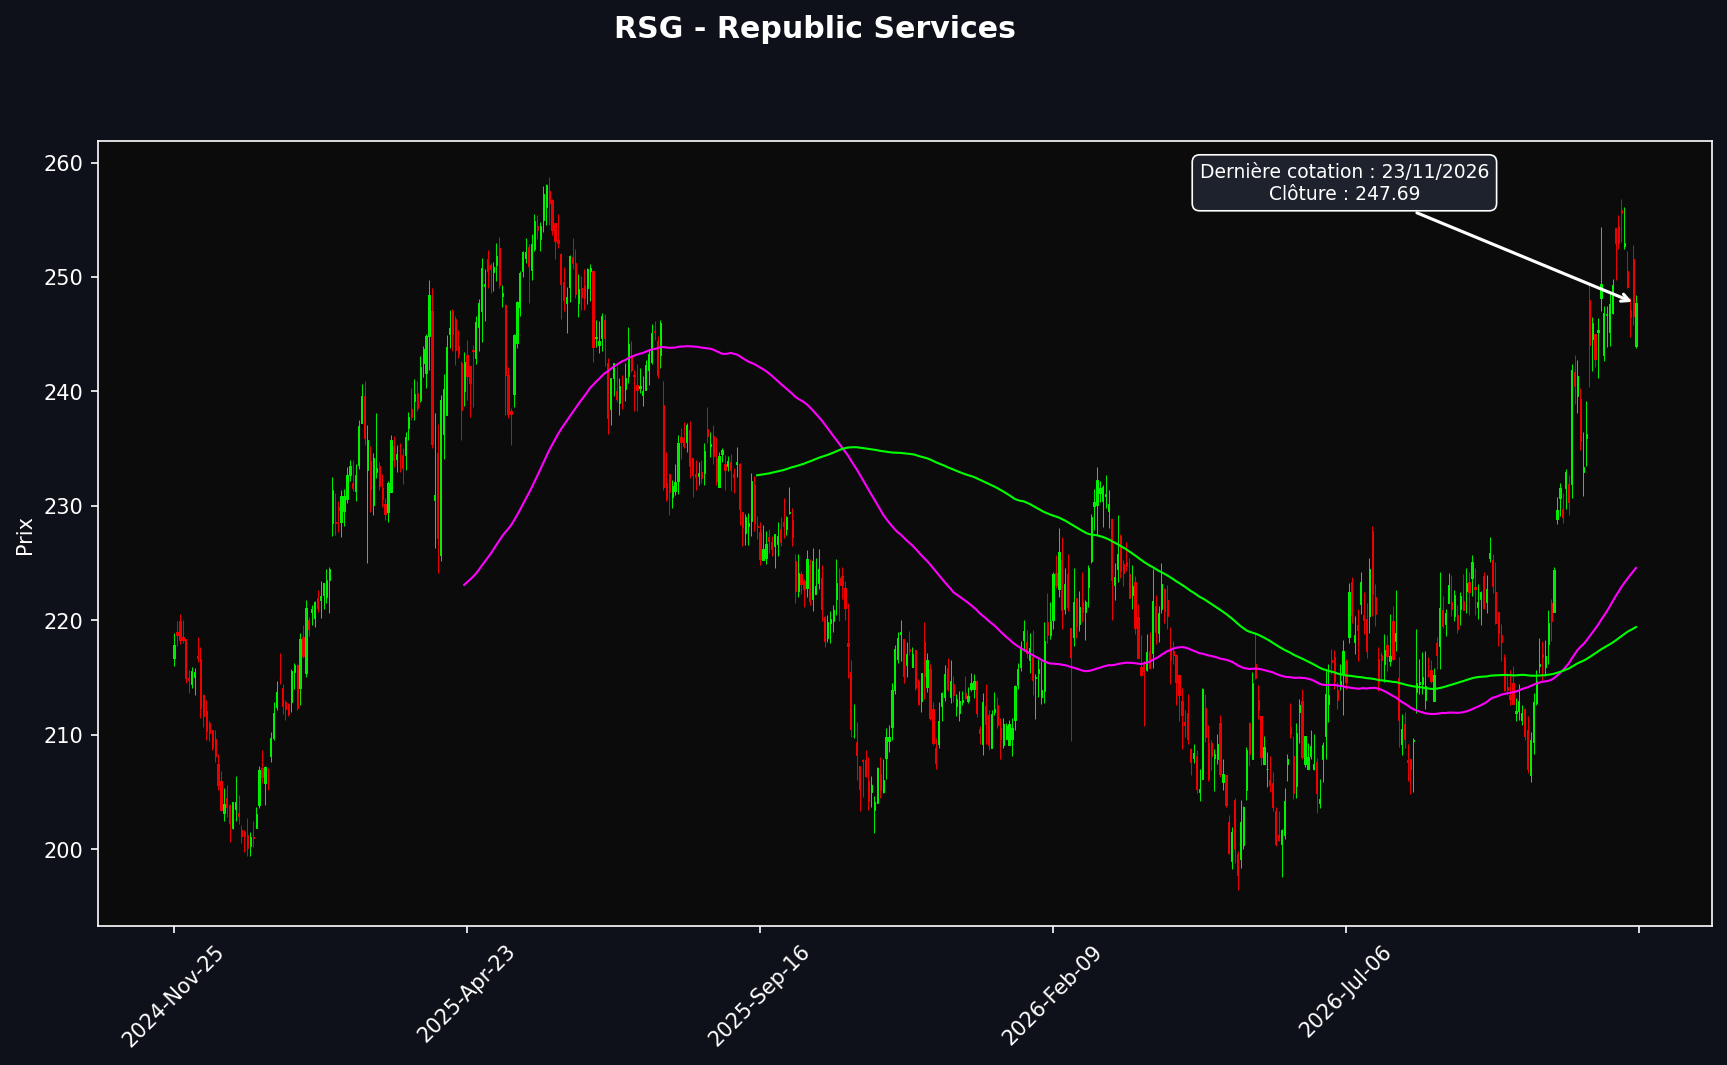 RSG - Republic Services
Dernière cotation : 23/11/2026
Clôture : 247.69
Prix
260
250
240
230
220
210
200
2024-Nov-25
2025-Apr-23
2025-Sep-16
2026-Feb-09
2026-Jul-06